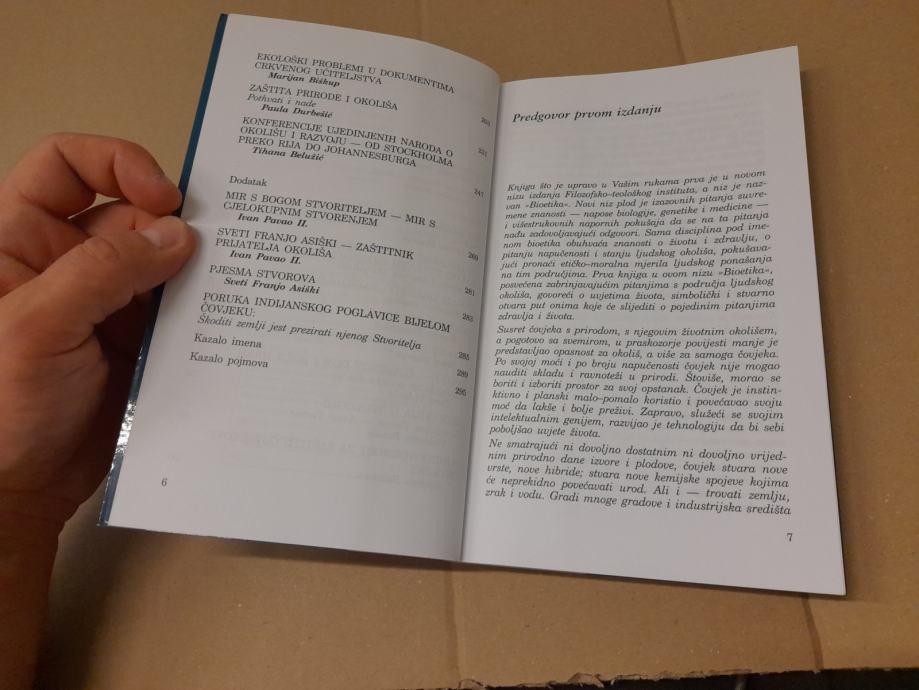 EKOLOŠKI PROBLEMI U DOKUMENTIMA
CRKVENOG UČITELJSTVA
Marijan Biškup
203
ZAŠTITA PRIRODE I OKOLIŠA
Pothvati i nade
Paula Durbešić
231
KONFERENCIJE UJEDINJENIH NARODA O
OKOLIŠU I RAZVOJU — OD STOCKHOLMA
PREKO RIJA DO JOHANNESBURGA
Tihana Belužić
247
Dodatak
MIR S BOGOM STVORITELJEM — MIR S
CJELOKUPNIM STVORENJEM
Ivan Pavao II.
269
SVETI FRANJO ASIŠKI — ZAŠTITNIK
PRIJATELJA OKOLIŠA
Ivan Pavao II.
281
PJESMA STVOROVA
Sveti Franjo Asiški
283
PORUKA INDIJANSKOG POGLAVICE BIJELOM
ČOVJEKU:
Škoditi zemlji jest prezirati njenog Stvoritelja
285
Kazalo imena
289
Kazalo pojmova
295
6
Predgovor prvom izdanju
Knjiga što je upravo u Vašim rukama prva je u novom
nizu izdanja Filozofsko-teološkog instituta, a niz je naz-
van »Bioetika«. Novi niz plod je izazovnih pitanja suvre-
mene znanosti — napose biologije, genetike i medicine —
i višestrukovnih napornih pokušaja da se na ta pitanja
nađu zadovoljavajući odgovori. Sama disciplina pod ime-
nom bioetika obuhvaća znanosti o životu i zdravlju, o
pitanju napučenosti i stanju ljudskog okoliša, pokušava-
jući pronaći etičko-moralna mjerila ljudskog ponašanja
na tim područjima. Prva knjiga u ovom nizu »Bioetika«,
posvećena zabrinjavajućim pitanjima s područja ljudskog
okoliša, govoreći o uvjetima života, simbolički i stvarno
otvara put onima koje će slijediti o pojedinim pitanjima
zdravlja i života.
Susret čovjeka s prirodom, s njegovim životnim okolišem,
a pogotovo sa svemirom, u praskozorje povijesti manje je
predstavljao opasnost za okoliš, a više za samoga čovjeka.
Po svojoj moći i po broju napučenosti čovjek nije mogao
nauditi skladu i ravnoteži u prirodi. Štoviše, morao se
boriti i izboriti prostor za svoj opstanak. Čovjek je instin-
ktivno i planski malo-pomalo koristio i povećavao svoju
moć da lakše i bolje preživi. Zapravo, služeći se svojim
intelektualnim genijem, razvijao je tehnologiju da bi sebi
poboljšao uvjete života.
Ne smatrajući ni dovoljno dostatnim ni dovoljno vrijed-
nim prirodno dane izvore i plodove, čovjek stvara nove
vrste, nove hibride; stvara nove kemijske spojeve kojima
će neprekidno povećavati urod. Ali i — trovati zemlju,
zrak i vodu. Gradi mnoge gradove i industrijska središta
7